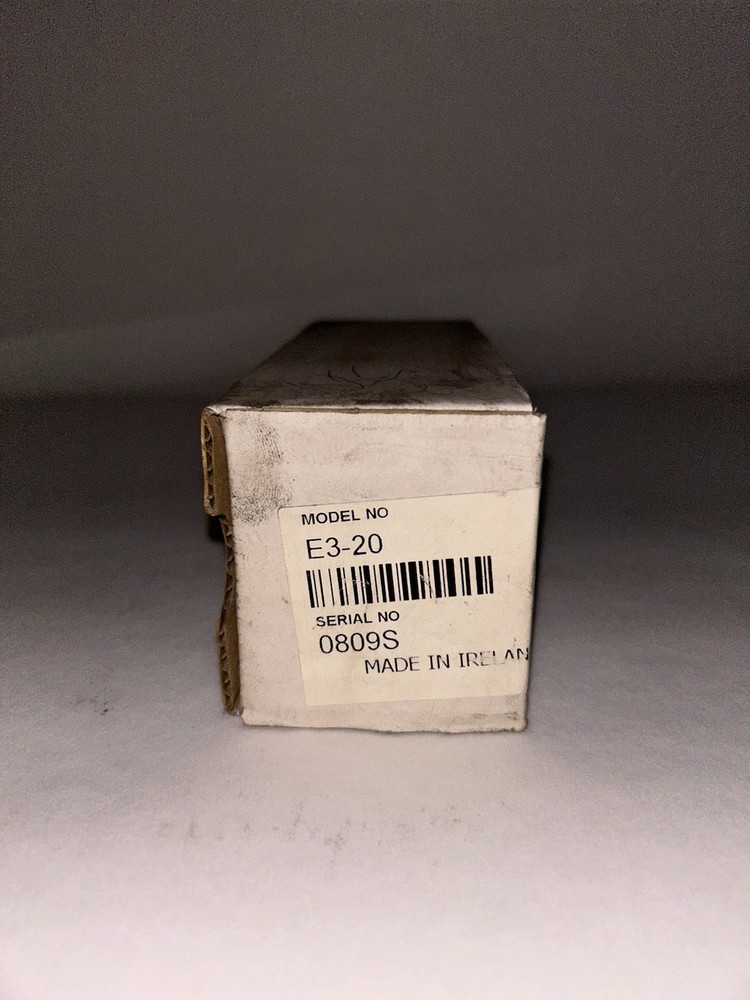 MODEL NO
E3-20
SERIAL NO
0809S
MADE IN IRELAN